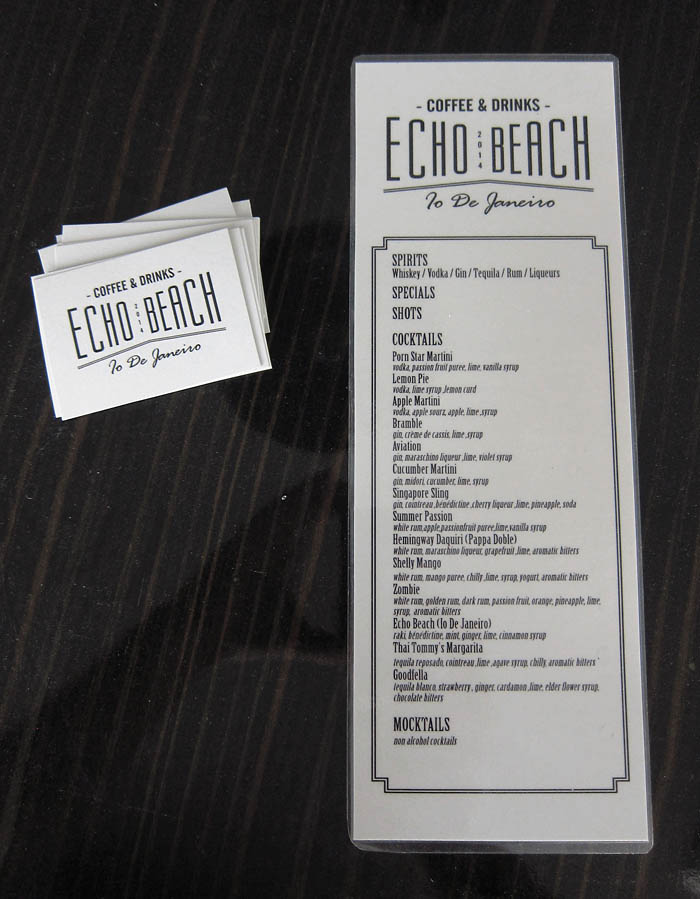 - COFFEE & DRINKS -
ECHO 2014 BEACH
Io De Janeiro
- COFFEE & DRINKS -
ECHO 2014 BEACH
Io De Janeiro
SPIRITS
Whiskey / Vodka / Gin / Tequila / Rum / Liqueurs
SPECIALS
SHOTS
COCKTAILS
Porn Star Martini
vodka, passion fruit puree, lime, vanilla syrup
Lemon Pie
vodka, lime syrup ,lemon curd
Apple Martini
vodka, apple sourz, apple, lime ,syrup
Bramble
gin, crème de cassis, lime ,syrup
Aviation
gin, maraschino liqueur ,lime, violet syrup
Cucumber Martini
gin, midori, cucumber, lime, syrup
Singapore Sling
gin, cointreau ,bénédictine ,cherry liqueur ,lime, pineapple, soda
Summer Passion
white rum,apple,passionfruit puree,lime,vanilla syrup
Hemingway Daquiri (Pappa Doble)
white rum, maraschino liqueur, grapefruit ,lime, aromatic bitters
Shelly Mango
white rum, mango puree, chilly ,lime, syrup, yogurt, aromatic bitters
Zombie
white rum, golden rum, dark rum, passion fruit, orange, pineapple, lime,
syrup, aromatic bitters
Echo Beach (Io De Janeiro)
raki, bénédictine, mint, ginger, lime, cinnamon syrup
Thai Tommy's Margarita
tequila reposado, cointreau ,lime ,agave syrup, chilly, aromatic bitters
Goodfella
tequila blanco, strawberry , ginger, cardamon ,lime, elder flower syrup,
chocolate bitters
MOCKTAILS
non alcohol cocktails